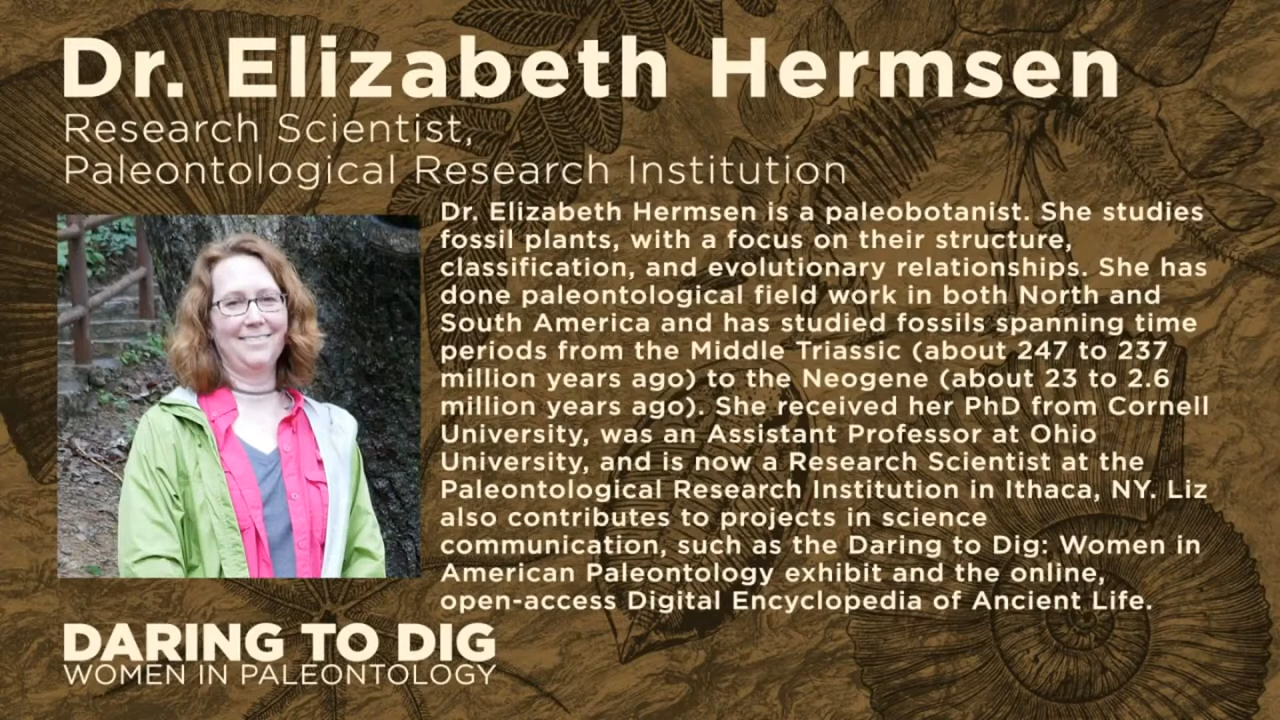 Dr. Elizabeth Hermsen
Research Scientist,
Paleontological Research Institution
Dr. Elizabeth Hermsen is a paleobotanist. She studies
fossil plants, with a focus on their structure,
classification, and evolutionary relationships. She has
done paleontological field work in both North and
South America and has studied fossils spanning time
periods from the Middle Triassic (about 247 to 237
million years ago) to the Neogene (about 23 to 2.6
million years ago). She received her PhD from Cornell
University, was an Assistant Professor at Ohio
University, and is now a Research Scientist at the
Paleontological Research Institution in Ithaca, NY. Liz
also contributes to projects in science
communication, such as the Daring to Dig: Women in
American Paleontology exhibit and the online,
open-access Digital Encyclopedia of Ancient Life.
DARING TO DIG
WOMEN IN PALEONTOLOGY